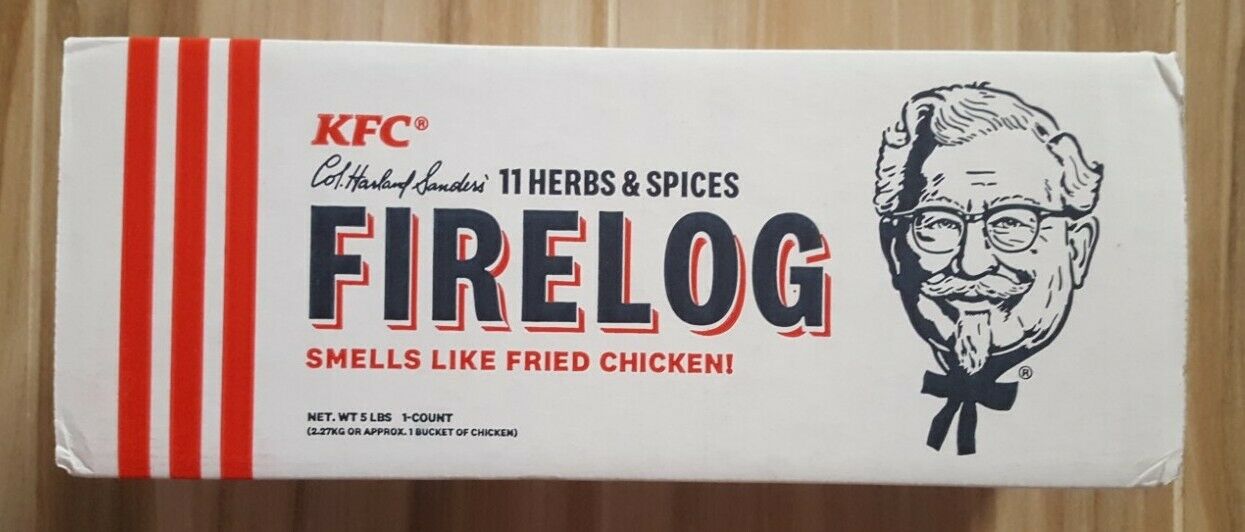 KFC®
Col. Harland Sanders' 11 HERBS & SPICES
FIRELOG
SMELLS LIKE FRIED CHICKEN!
NET. WT 5 LBS 1-COUNT
(2.27KG OR APPROX. 1 BUCKET OF CHICKEN)
®